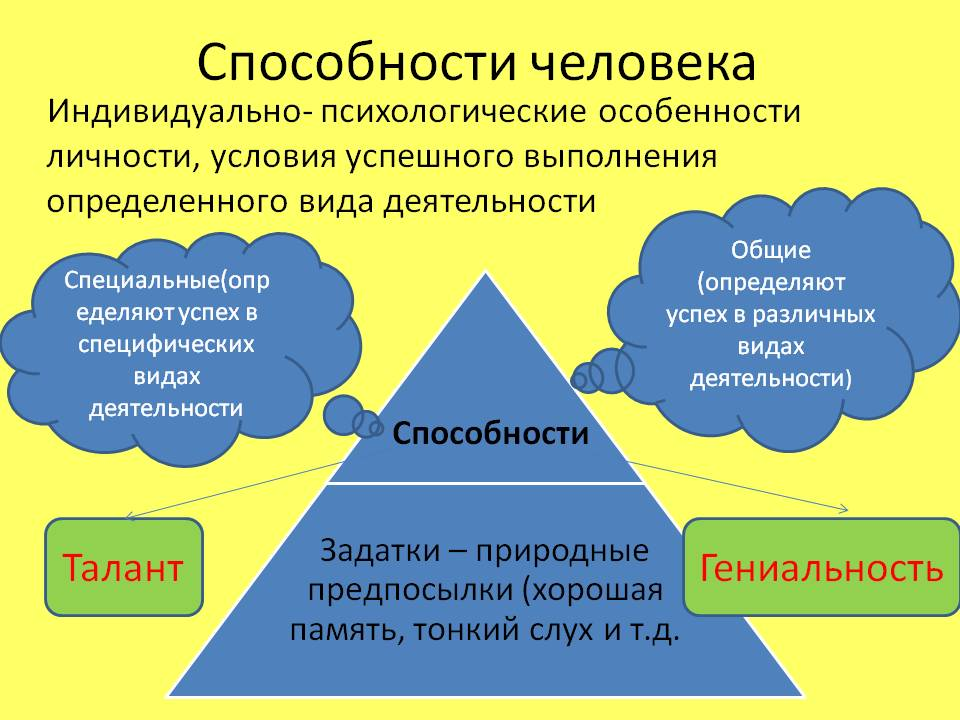 Способности человека
Индивидуально- психологические особенности
личности, условия успешного выполнения
определенного вида деятельности
Специальные(опр
еделяют успех в
специфических
видах
деятельности
Общие
(определяют
успех в различных
видах
деятельности)
Способности
Талант
Гениальность
Задатки – природные
предпосылки (хорошая
память, тонкий слух и т.д.